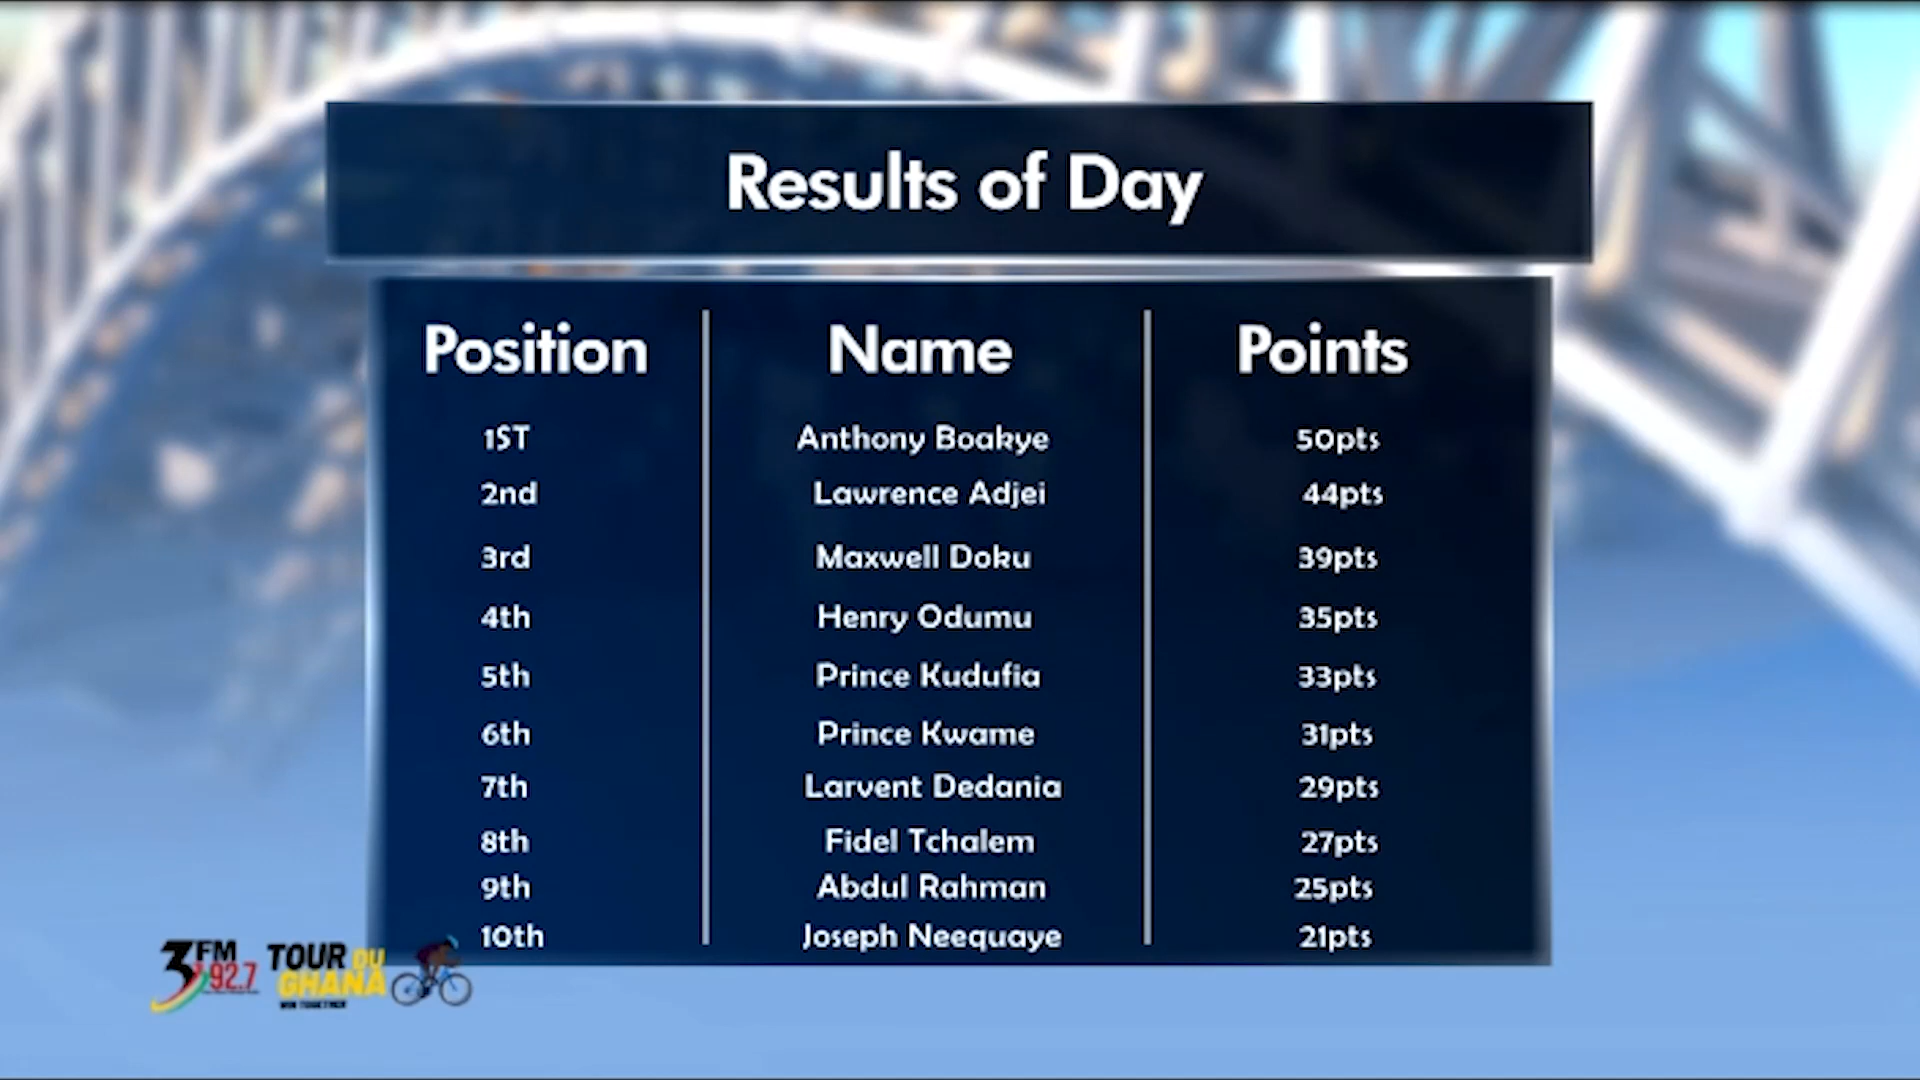 Results of Day
Position Name Points
1ST Anthony Boakye 50pts
2nd Lawrence Adjei 44pts
3rd Maxwell Doku 39pts
4th Henry Odumu 35pts
5th Prince Kudufia 33pts
6th Prince Kwame 31pts
7th Larvent Dedania 29pts
8th Fidel Tchalem 27pts
9th Abdul Rahman 25pts
10th Joseph Neequaye 21pts
3FM 92.7
TOUR DU
GHANA
WIN TOGETHER